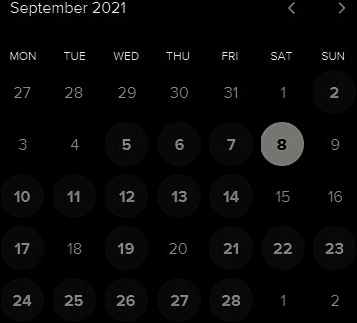 September 2021 < >
MON TUE WED THU FRI SAT SUN
27 28 29 30 31 1 2
3 4 5 6 7 8 9
10 11 12 13 14 15 16
17 18 19 20 21 22 23
24 25 26 27 28 1 2